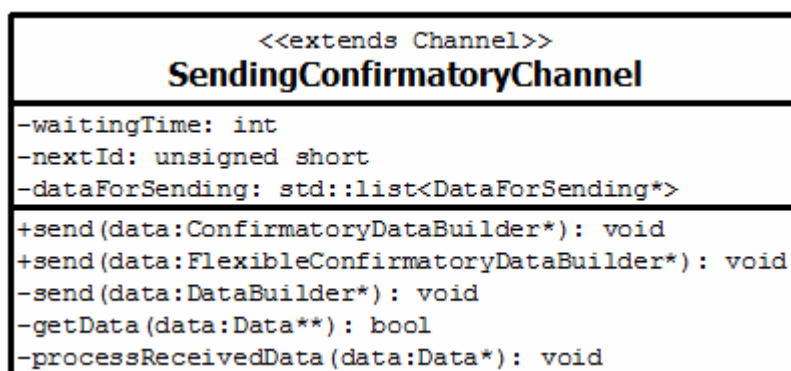 <<extends Channel>>
SendingConfirmatoryChannel
-waitingTime: int
-nextId: unsigned short
-dataForSending: std::list<DataForSending*>
+send(data:ConfirmatoryDataBuilder*): void
+send(data:FlexibleConfirmatoryDataBuilder*): void
-send(data:DataBuilder*): void
-getData(data:Data**): bool
-processReceivedData(data:Data*): void